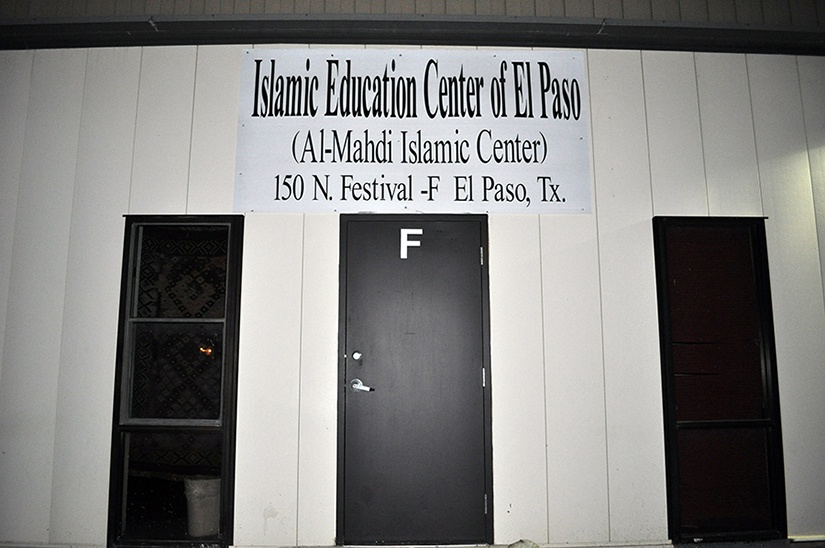 Islamic Education Center of El Paso
(Al-Mahdi Islamic Center)
150 N. Festival -F El Paso, Tx.
F